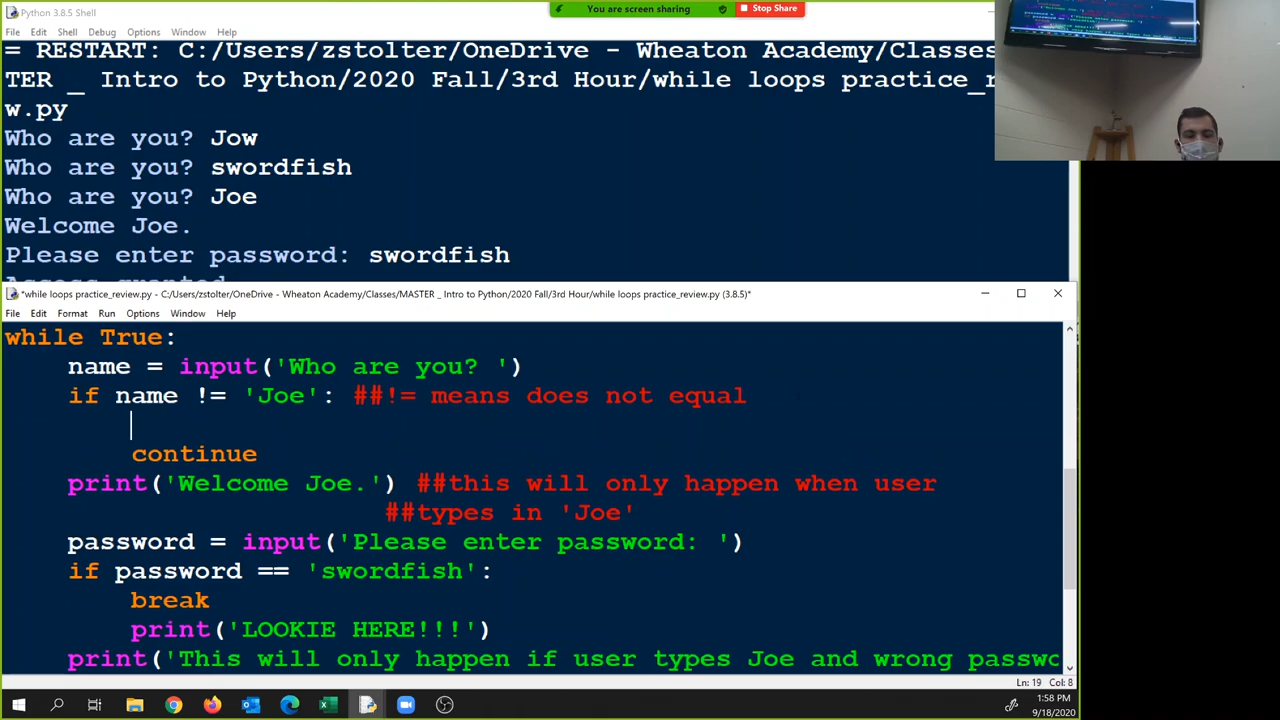 Python 3.8.5 Shell
You are screen sharing
Stop Share
File Edit Shell Debug Options Window Help
= RESTART: C:/Users/zstolter/OneDrive - Wheaton Academy/Classes
TER _ Intro to Python/2020 Fall/3rd Hour/while loops practice_r
w.py
Who are you? Jow
Who are you? swordfish
Who are you? Joe
Welcome Joe.
Please enter password: swordfish
Access granted
*while loops practice_review.py - C:/Users/zstolter/OneDrive - Wheaton Academy/Classes/MASTER _ Intro to Python/2020 Fall/3rd Hour/while loops practice_review.py (3.8.5)*
File Edit Format Run Options Window Help
while True:
name = input('Who are you? ')
if name != 'Joe': ##!= means does not equal
continue
print('Welcome Joe.') ##this will only happen when user
##types in 'Joe'
password = input('Please enter password: ')
if password == 'swordfish':
break
print('LOOKIE HERE!!!')
print('This will only happen if user types Joe and wrong passwo
Ln: 19 Col: 8
1:58 PM
9/18/2020